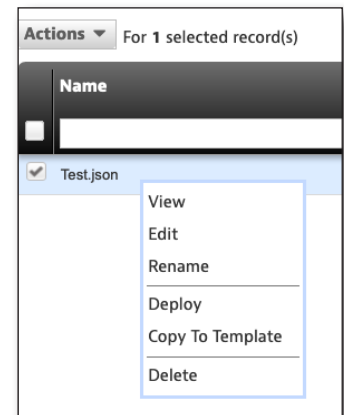 Actions For 1 selected record(s)
Name
Test.json
View
Edit
Rename
Deploy
Copy To Template
Delete